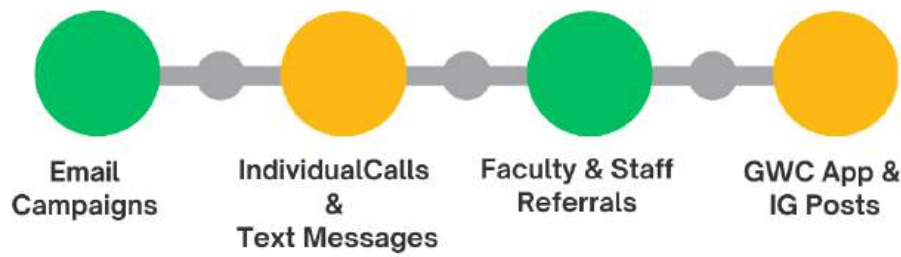 Email
Campaigns
IndividualCalls
&
Text Messages
Faculty & Staff
Referrals
GWC App &
IG Posts